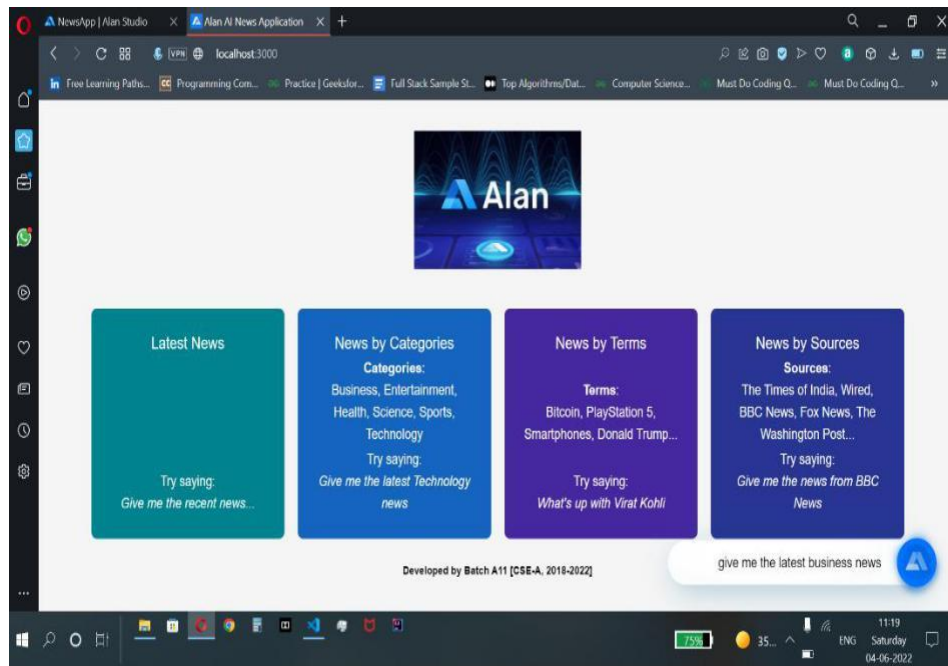 NewsApp | Alan Studio
Alan AI News Application
VPN
localhost:3000
in Free Learning Paths...
CC Programming Com...
Practice | Geeksfor...
Full Stack Sample St...
Top Algorithms/Dat...
Computer Science...
Must Do Coding Q...
Must Do Coding Q...
Alan
Latest News
Try saying:
Give me the recent news...
News by Categories
Categories:
Business, Entertainment,
Health, Science, Sports,
Technology
Try saying:
Give me the latest Technology
news
News by Terms
Terms:
Bitcoin, PlayStation 5,
Smartphones, Donald Trump...
Try saying:
What's up with Virat Kohli
News by Sources
Sources:
The Times of India, Wired,
BBC News, Fox News, The
Washington Post...
Try saying:
Give me the news from BBC
News
give me the latest business news
Developed by Batch A11 [CSE-A, 2018-2022]
75%
35...
ENG
11:19
Saturday
04-06-2022